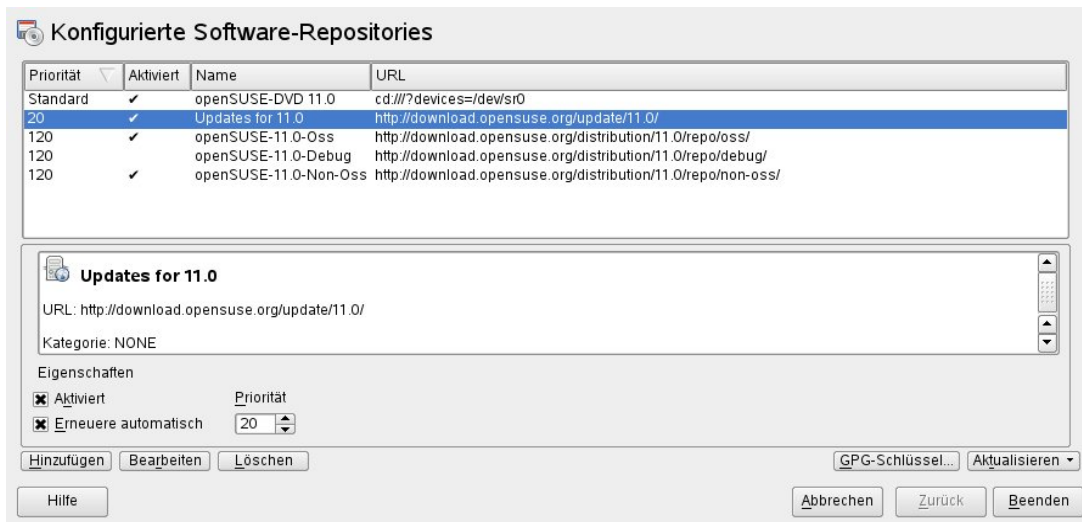 Konfigurierte Software-Repositories
Priorität Aktiviert Name URL
Standard ✔ openSUSE-DVD 11.0 cd:///?devices=/dev/sr0
20 ✔ Updates for 11.0 http://download.opensuse.org/update/11.0/
120 ✔ openSUSE-11.0-Oss http://download.opensuse.org/distribution/11.0/repo/oss/
120 openSUSE-11.0-Debug http://download.opensuse.org/distribution/11.0/repo/debug/
120 ✔ openSUSE-11.0-Non-Oss http://download.opensuse.org/distribution/11.0/repo/non-oss/
Updates for 11.0
URL: http://download.opensuse.org/update/11.0/
Kategorie: NONE
Eigenschaften
Aktiviert Priorität
Erneuere automatisch 20
Hinzufügen Bearbeiten Löschen GPG-Schlüssel... Aktualisieren
Hilfe Abbrechen Zurück Beenden